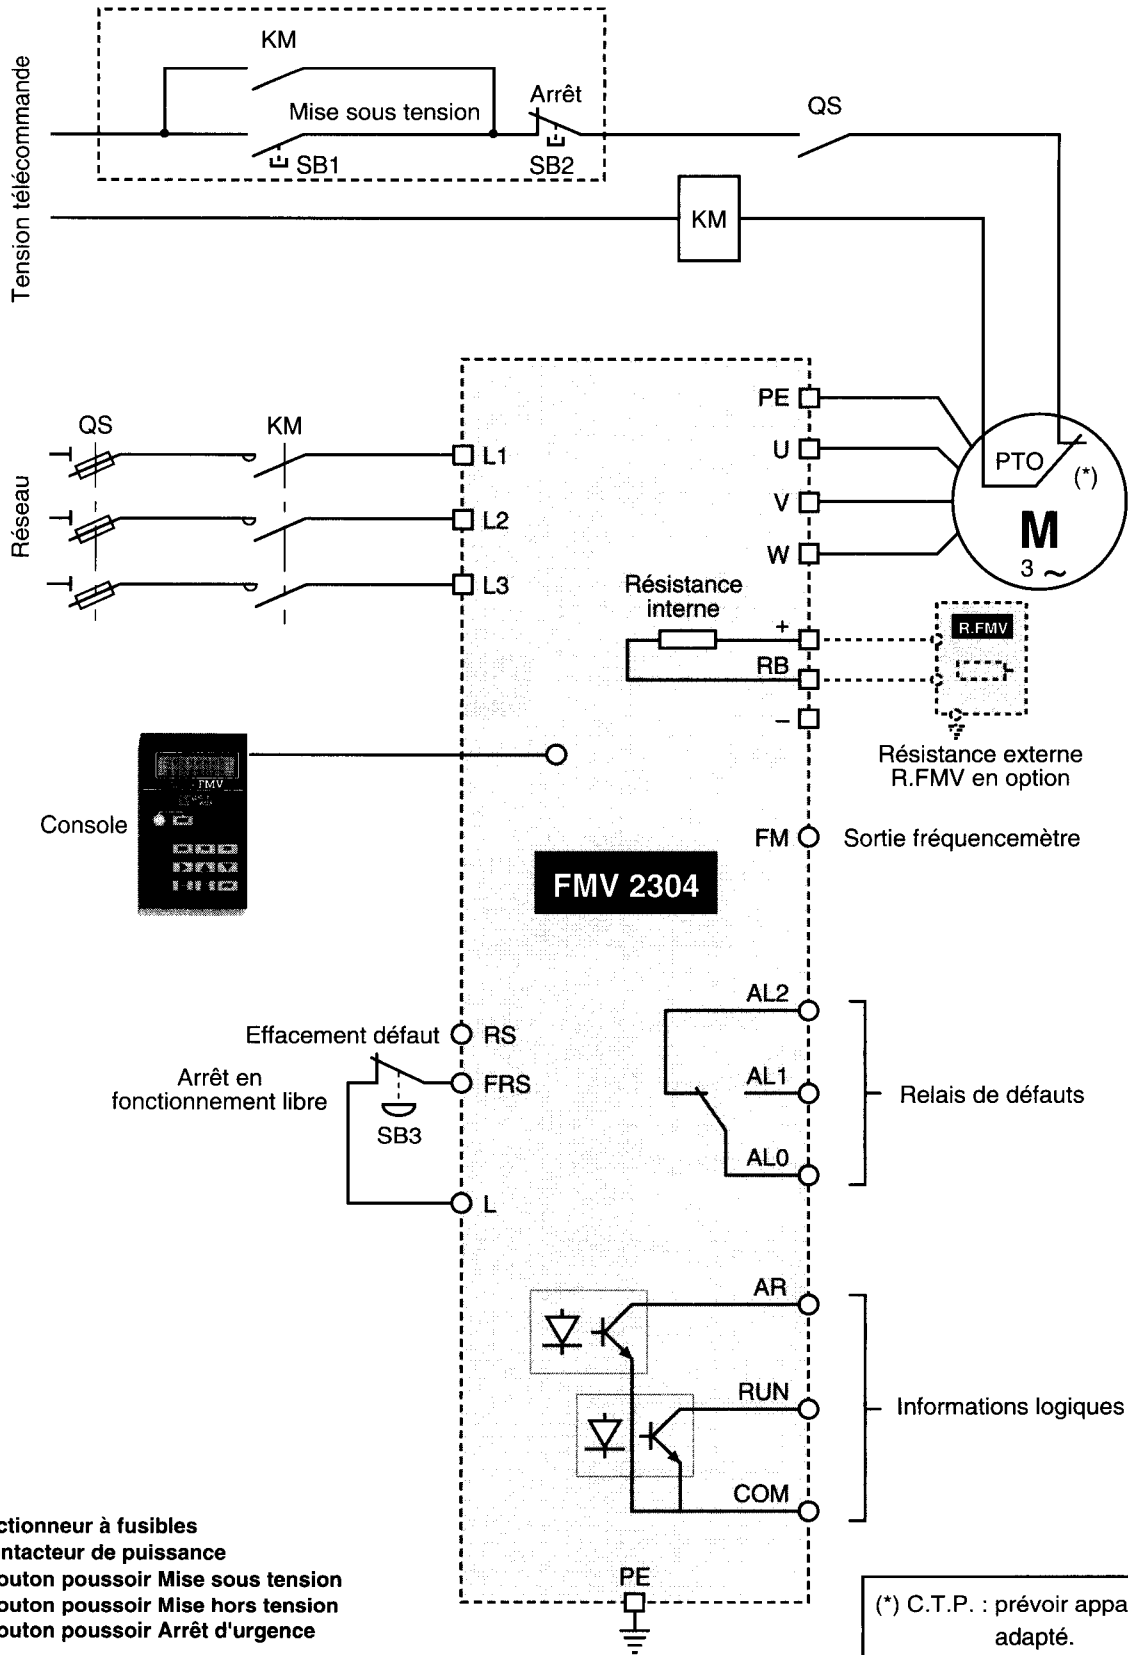 Tension télécommande
KM
Mise sous tension
SB1
Arrêt
SB2
QS
KM
Réseau
QS
KM
L1
L2
L3
PE
U
V
W
PTO
(*)
M
3 ~
Résistance
interne
+
RB
–
R.FMV
Résistance externe
R.FMV en option
Console
FMV
FM
Sortie fréquencemètre
FMV 2304
Effacement défaut
RS
Arrêt en
fonctionnement libre
FRS
SB3
L
AL2
AL1
AL0
Relais de défauts
AR
RUN
COM
Informations logiques
PE
ctionneur à fusibles
ntacteur de puissance
outon poussoir Mise sous tension
outon poussoir Mise hors tension
outon poussoir Arrêt d'urgence
(*) C.T.P. : prévoir appa
adapté.